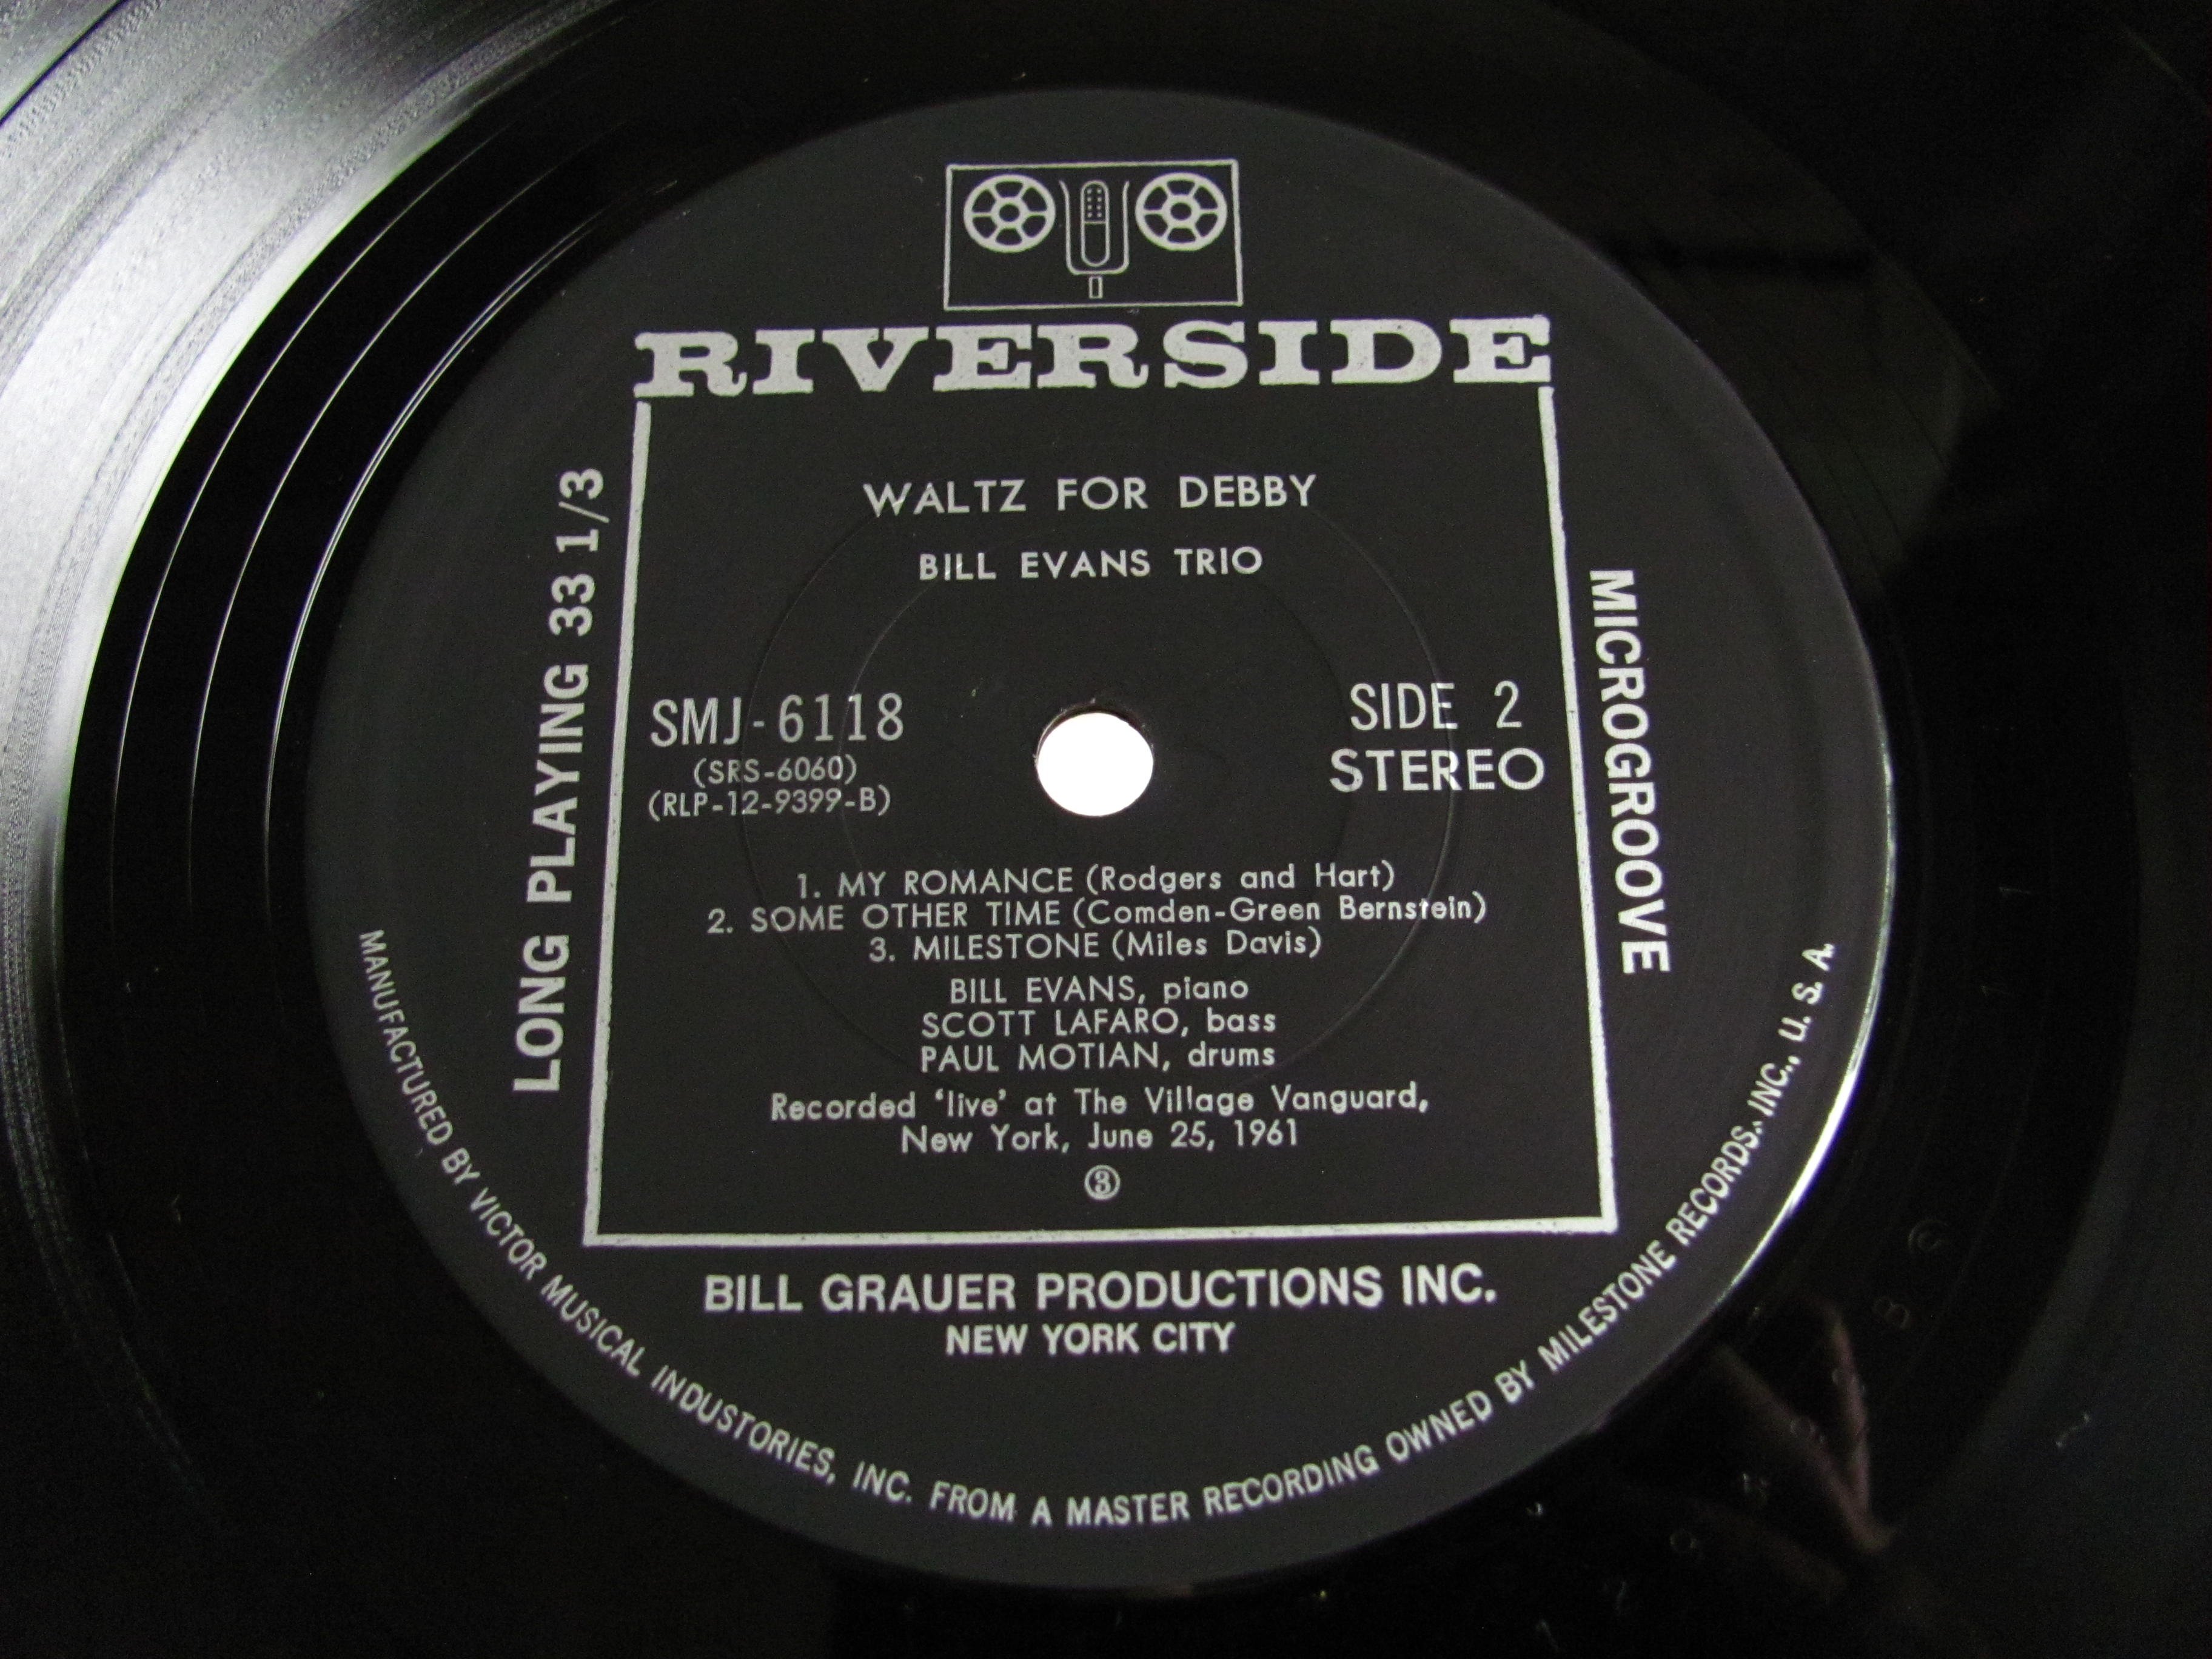 RIVERSIDE
WALTZ FOR DEBBY
BILL EVANS TRIO
LONG PLAYING 33 1/3
MICROGROOVE
SMJ-6118
(SRS-6060)
(RLP-12-9399-B)
SIDE 2
STEREO
1. MY ROMANCE (Rodgers and Hart)
2. SOME OTHER TIME (Comden-Green Bernstein)
3. MILESTONE (Miles Davis)
BILL EVANS, piano
SCOTT LAFARO, bass
PAUL MOTIAN, drums
Recorded ‘live’ at The Village Vanguard,
New York, June 25, 1961
③
BILL GRAUER PRODUCTIONS INC.
NEW YORK CITY
MANUFACTURED BY VICTOR MUSICAL INDUSTORIES, INC. FROM A MASTER RECORDING OWNED BY MILESTONE RECORDS., INC., U. S. A.